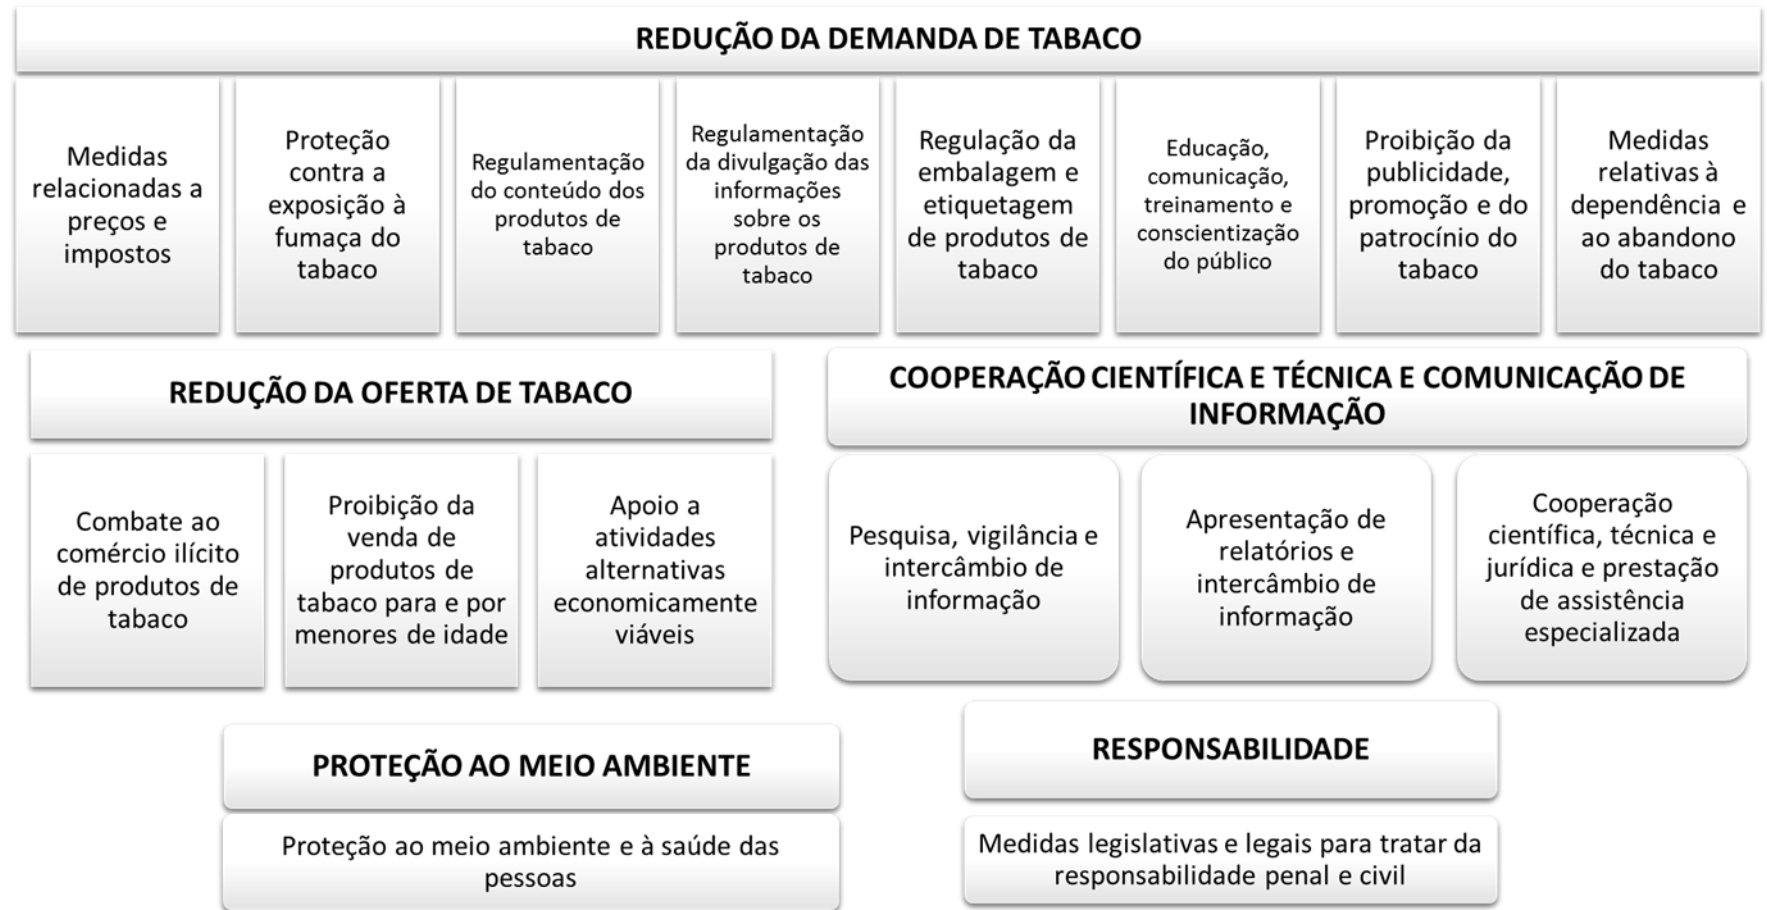 REDUÇÃO DA DEMANDA DE TABACO
Medidas
relacionadas a
preços e
impostos
Proteção
contra a
exposição à
fumaça do
tabaco
Regulamentação
do conteúdo dos
produtos de
tabaco
Regulamentação
da divulgação das
informações
sobre os
produtos de
tabaco
Regulação da
embalagem e
etiquetagem
de produtos de
tabaco
Educação,
comunicação,
treinamento e
conscientização
do público
Proibição da
publicidade,
promoção e do
patrocínio do
tabaco
Medidas
relativas à
dependência e
ao abandono
do tabaco
REDUÇÃO DA OFERTA DE TABACO
Combate ao
comércio ilícito
de produtos de
tabaco
Proibição da
venda de
produtos de
tabaco para e por
menores de idade
Apoio a
atividades
alternativas
economicamente
viáveis
COOPERAÇÃO CIENTÍFICA E TÉCNICA E COMUNICAÇÃO DE
INFORMAÇÃO
Pesquisa, vigilância e
intercâmbio de
informação
Apresentação de
relatórios e
intercâmbio de
informação
Cooperação
científica, técnica e
jurídica e prestação
de assistência
especializada
PROTEÇÃO AO MEIO AMBIENTE
Proteção ao meio ambiente e à saúde das
pessoas
RESPONSABILIDADE
Medidas legislativas e legais para tratar da
responsabilidade penal e civil